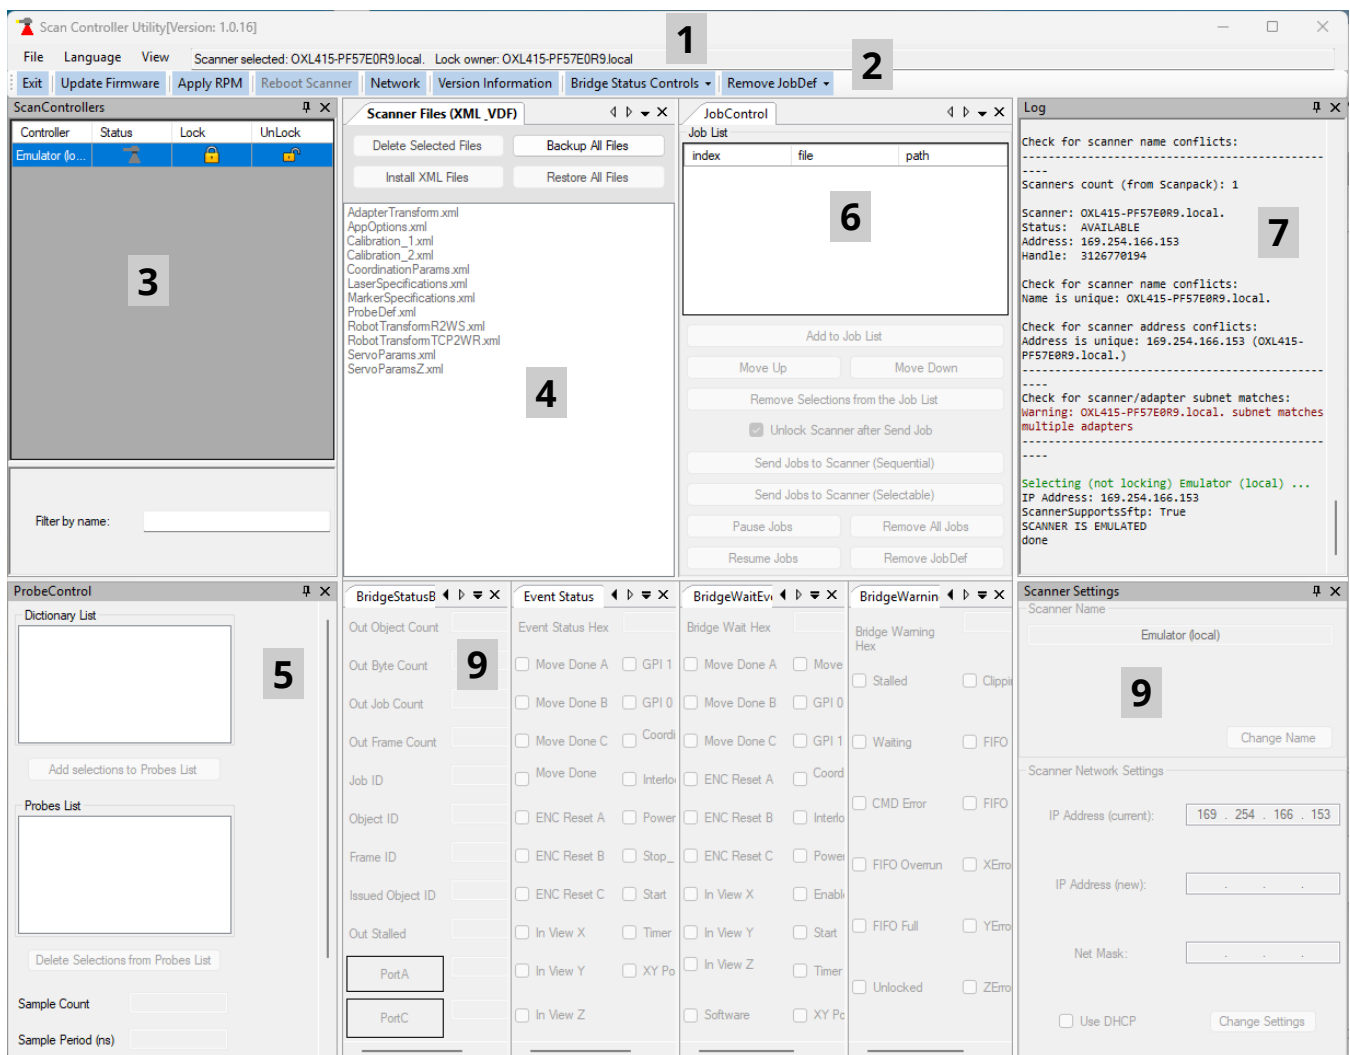 Scan Controller Utility[Version: 1.0.16]
1
File Language View Scanner selected: OXL415-PF57E0R9.local. Lock owner: OXL415-PF57E0R9.local
2
Exit Update Firmware Apply RPM Reboot Scanner Network Version Information Bridge Status Controls Remove JobDef
ScanControllers
Controller Status Lock UnLock
Emulator (lo...
3
Filter by name:
Scanner Files (XML_VDF)
Delete Selected Files Backup All Files
Install XML Files Restore All Files
AdapterTransform.xml
AppOptions.xml
Calibration_1.xml
Calibration_2.xml
CoordinationParams.xml
LaserSpecifications.xml
MarkerSpecifications.xml
ProbeDef.xml
RobotTransformR2WS.xml
RobotTransformTCP2WR.xml
ServoParams.xml
ServoParamsZ.xml
4
JobControl
Job List
index file path
6
Add to Job List
Move Up Move Down
Remove Selections from the Job List
Unlock Scanner after Send Job
Send Jobs to Scanner (Sequential)
Send Jobs to Scanner (Selectable)
Pause Jobs Remove All Jobs
Resume Jobs Remove JobDef
Log
Check for scanner name conflicts:
-----------------------------------------------
----
Scanners count (from Scanpack): 1
Scanner: OXL415-PF57E0R9.local.
Status: AVAILABLE
Address: 169.254.166.153
Handle: 3126770194
7
Check for scanner name conflicts:
Name is unique: OXL415-PF57E0R9.local.
Check for scanner address conflicts:
Address is unique: 169.254.166.153 (OXL415-
PF57E0R9.local.)
-----------------------------------------------
----
Check for scanner/adapter subnet matches:
Warning: OXL415-PF57E0R9.local. subnet matches
multiple adapters
-----------------------------------------------
----
Selecting (not locking) Emulator (local) ...
IP Address: 169.254.166.153
ScannerSupportsSftp: True
SCANNER IS EMULATED
done
ProbeControl
Dictionary List
5
Add selections to Probes List
Probes List
Delete Selections from Probes List
Sample Count
Sample Period (ns)
BridgeStatusB
Out Object Count
Out Byte Count
9
Out Job Count
Out Frame Count
Job ID
Object ID
Frame ID
Issued Object ID
Out Stalled
PortA
PortC
Event Status
Event Status Hex
Move Done A GPI 1
Move Done B GPI 0
Move Done C Coordi
Move Done Interlo
ENC Reset A Power
ENC Reset B Stop_
ENC Reset C Start
In View X Timer
In View Y XY Po
In View Z
BridgeWaitEv
Bridge Wait Hex
Move Done A Move
Move Done B GPI 0
Move Done C GPI 1
ENC Reset A Coord
ENC Reset B Interlo
ENC Reset C Power
In View X Enabl
In View Y Start
In View Z Timer
Software XY Po
BridgeWarnin
Bridge Warning
Hex
Stalled Clippi
Waiting FIFO
CMD Error FIFO
FIFO Overrun XErro
FIFO Full YErro
Unlocked ZErro
Scanner Settings
Scanner Name
Emulator (local)
9
Change Name
Scanner Network Settings
IP Address (current): 169 . 254 . 166 . 153
IP Address (new): . . .
Net Mask: . . .
Use DHCP Change Settings